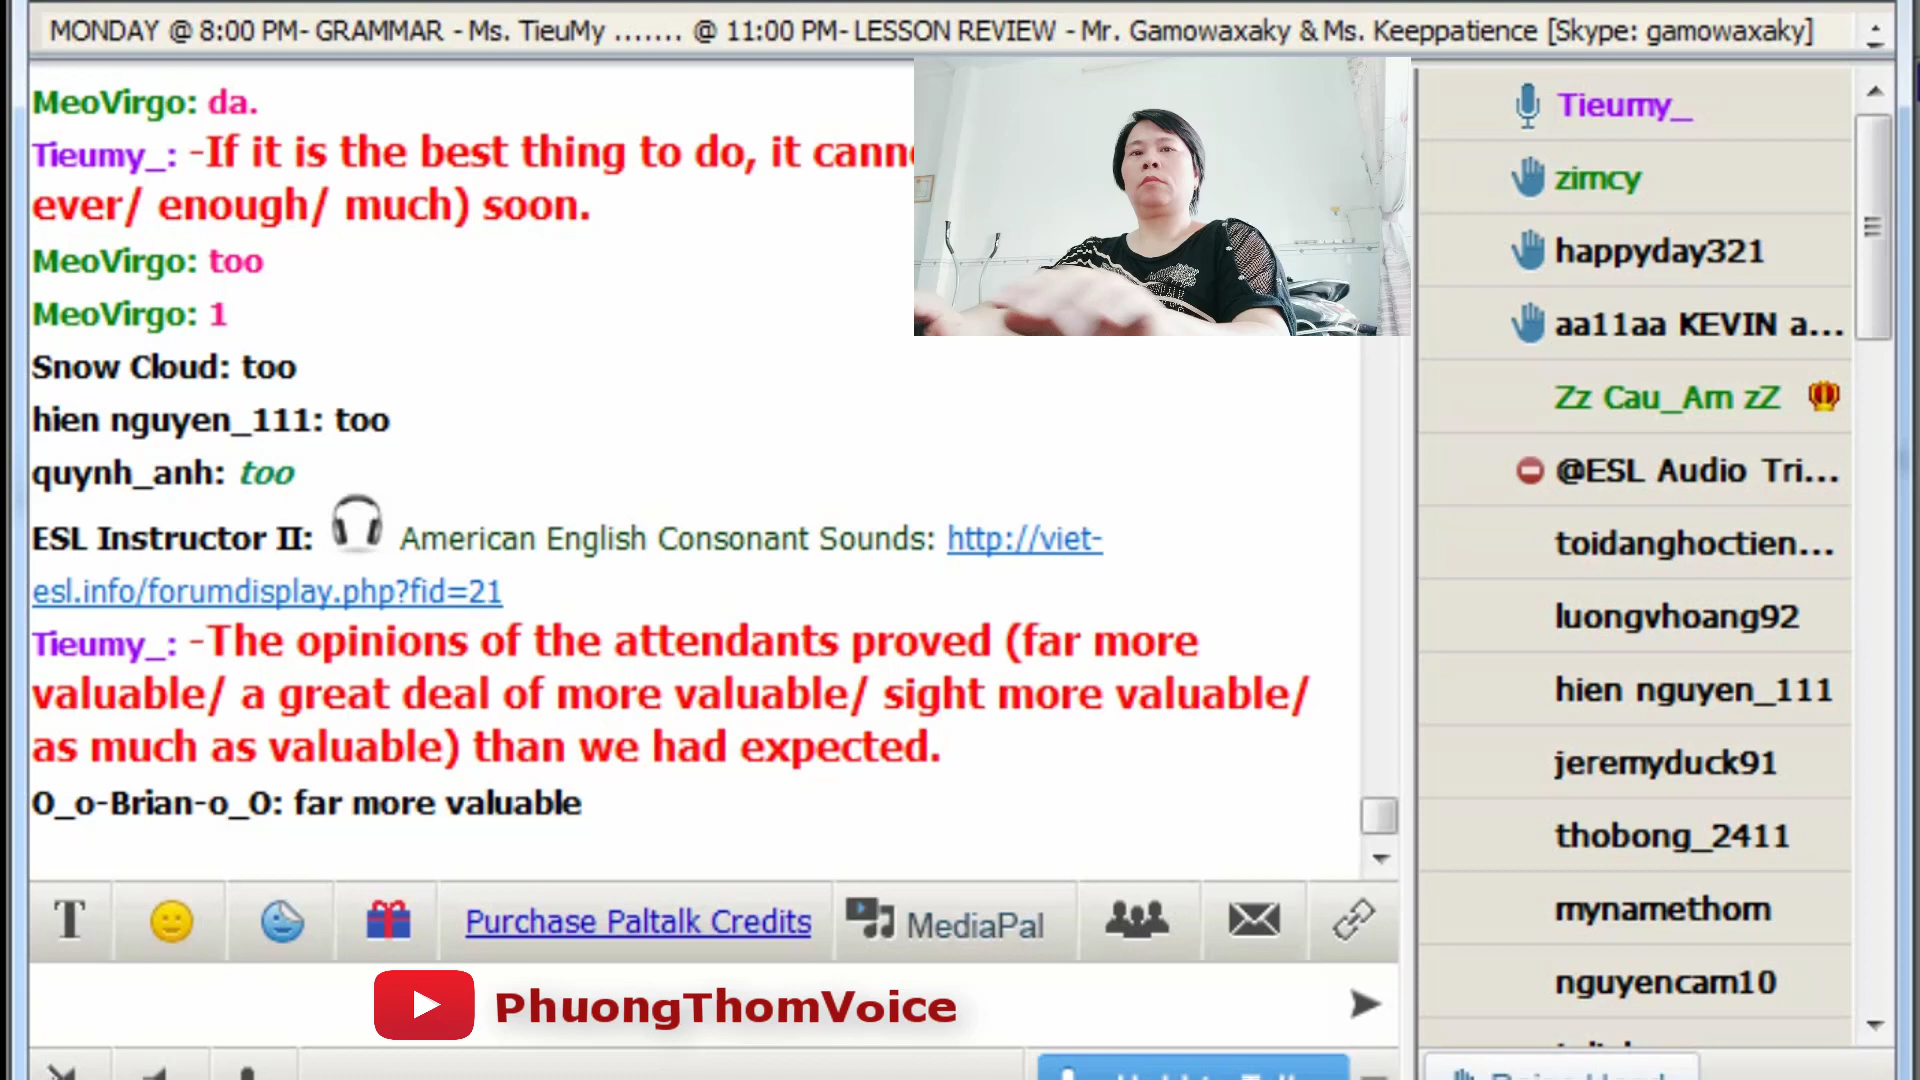 MONDAY @ 8:00 PM- GRAMMAR - Ms. TieuMy ....... @ 11:00 PM- LESSON REVIEW - Mr. Gamowaxaky & Ms. Keeppatience [Skype: gamowaxaky]
MeoVirgo: da.
Tieumy_: -If it is the best thing to do, it
ever/ enough/ much) soon.
MeoVirgo: too
MeoVirgo: 1
Snow Cloud: too
hien nguyen_111: too
quynh_anh: too
ESL Instructor II: American English Consonant Sounds: http://viet-
esl.info/forumdisplay.php?fid=21
Tieumy_: -The opinions of the attendants proved (far more
valuable/ a great deal of more valuable/ sight more valuable/
as much as valuable) than we had expected.
O_o-Brian-o_O: far more valuable
Purchase Paltalk Credits
MediaPal
PhuongThomVoice
Tieumy_
zimcy
happyday321
aa11aa KEVIN a...
Zz Cau_Am zZ
@ESL Audio Tri...
toidanghoctien...
luongvhoang92
hien nguyen_111
jeremyduck91
thobong_2411
mynamethom
nguyencam10